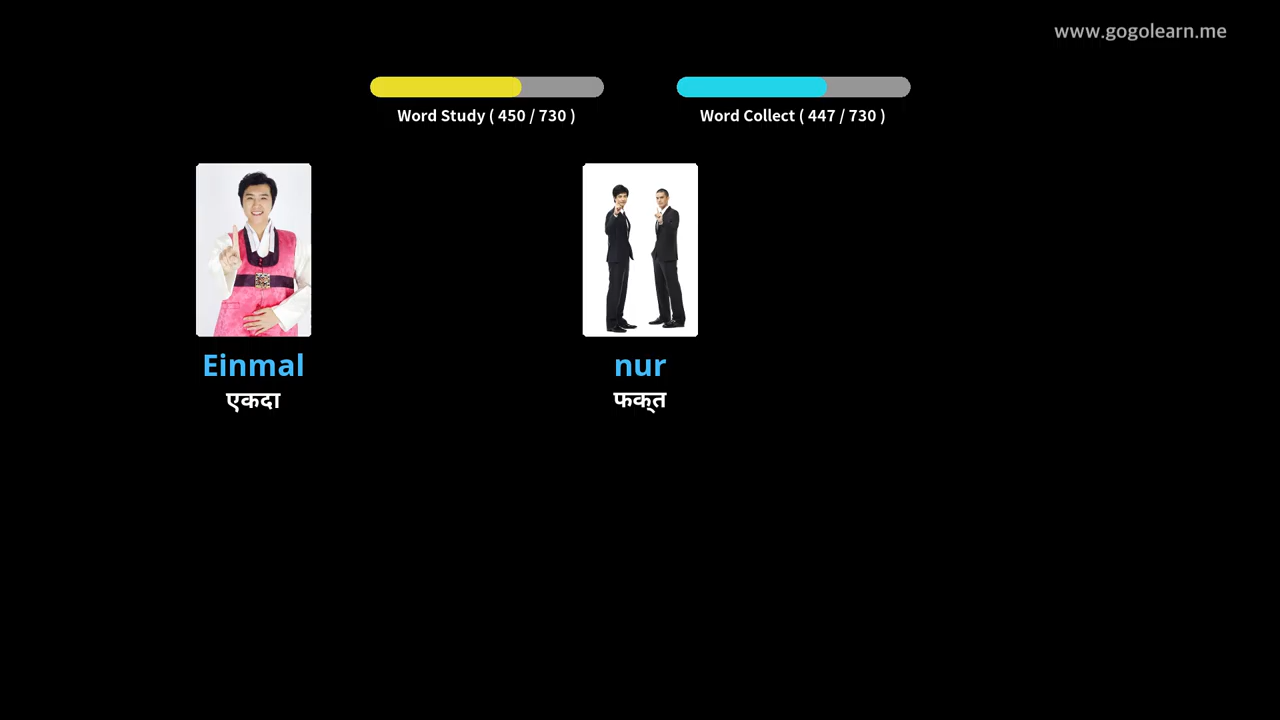 www.gogolearn.me
Word Study ( 450 / 730 )
Word Collect ( 447 / 730 )
Einmal
एकदा
nur
फक्त